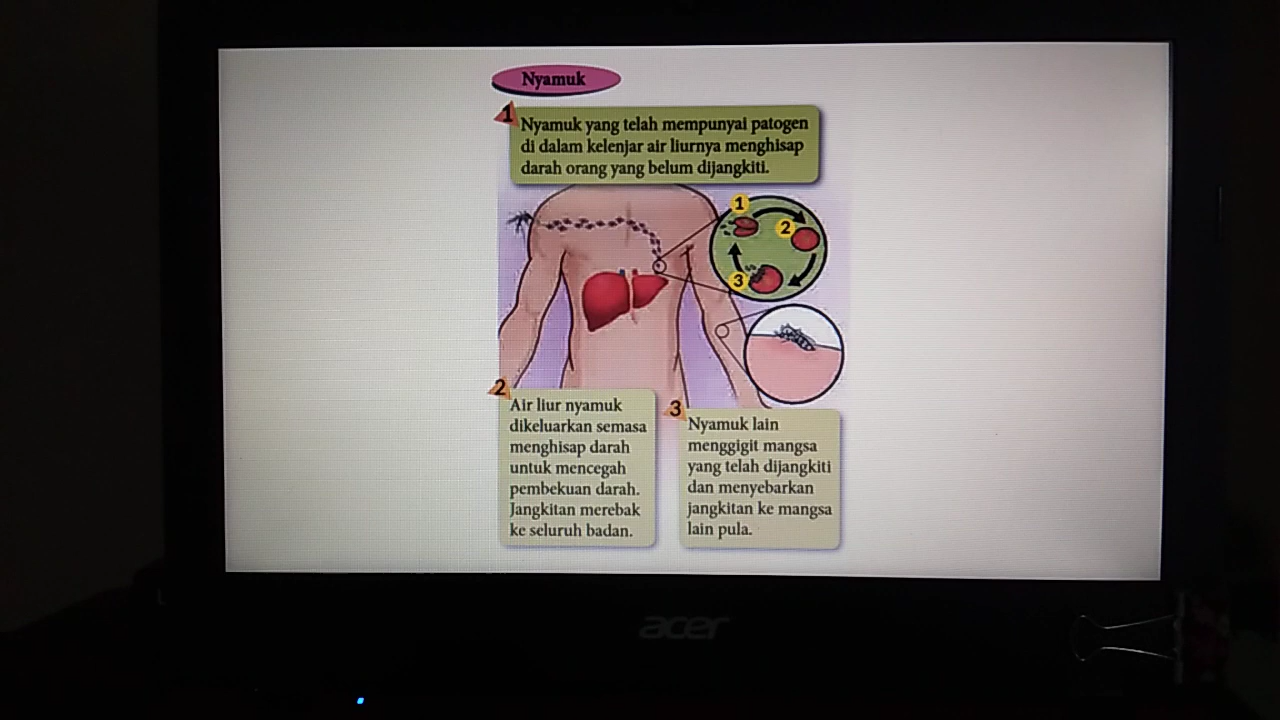 Nyamuk
1
Nyamuk yang telah mempunyai patogen
di dalam kelenjar air liurnya menghisap
darah orang yang belum dijangkiti.
1
2
3
2
Air liur nyamuk
dikeluarkan semasa
menghisap darah
untuk mencegah
pembekuan darah.
Jangkitan merebak
ke seluruh badan.
3
Nyamuk lain
menggigit mangsa
yang telah dijangkiti
dan menyebarkan
jangkitan ke mangsa
lain pula.
acer